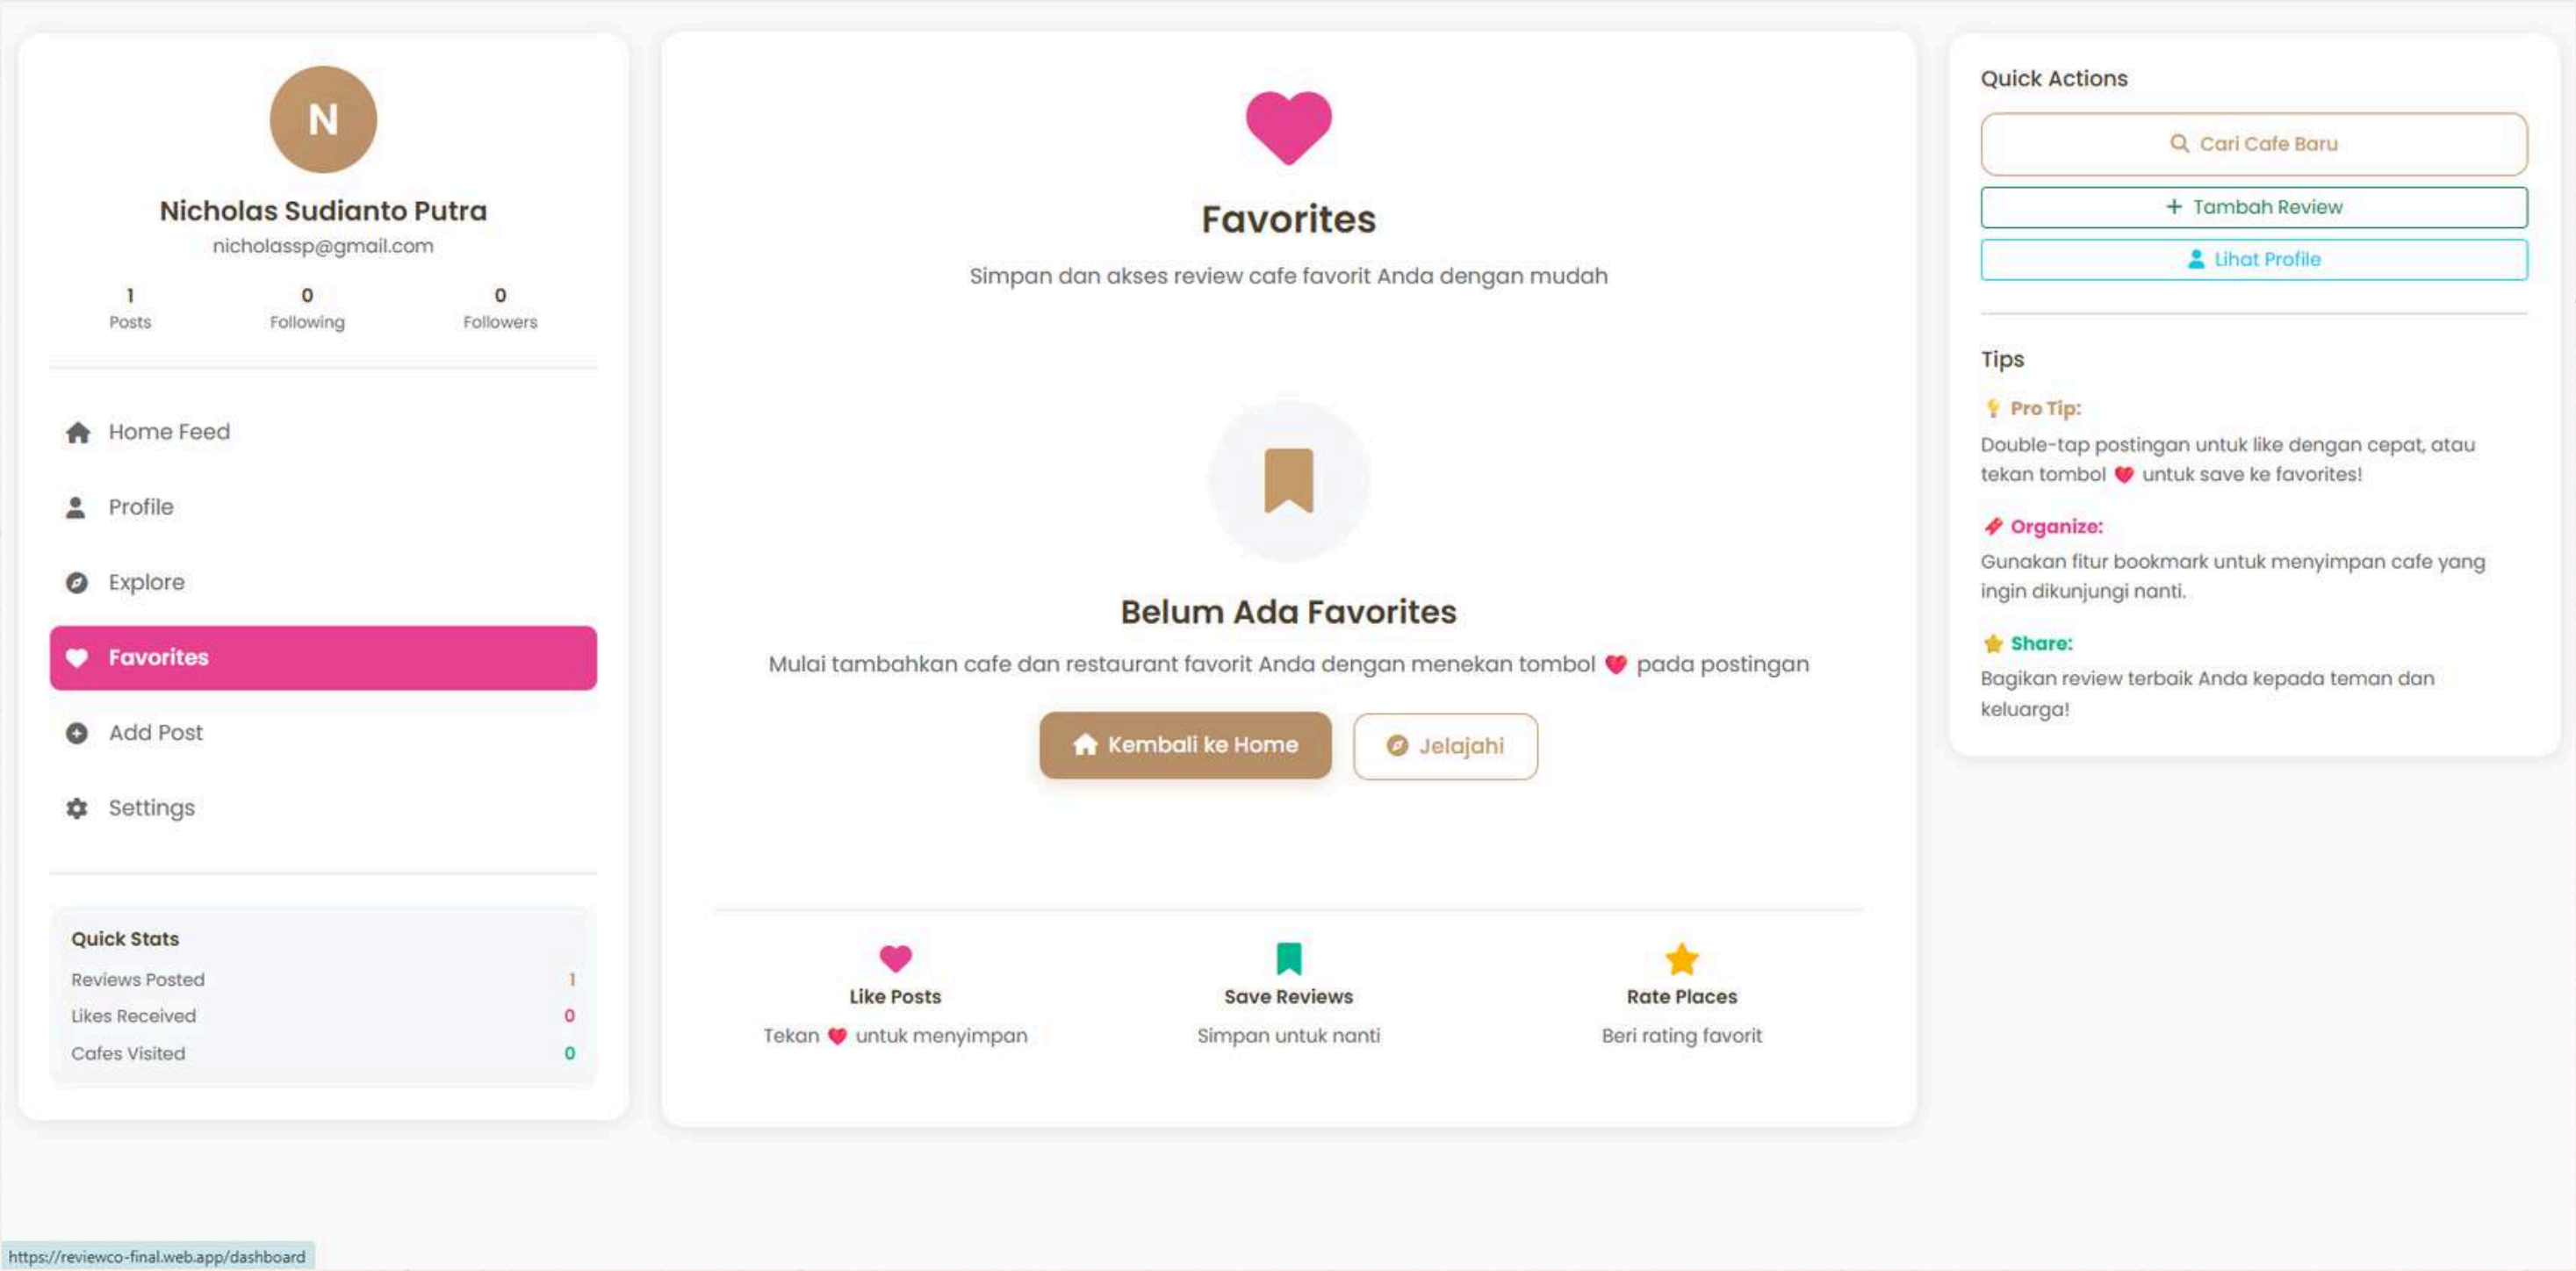 N
Nicholas Sudianto Putra
nicholassp@gmail.com
1 0 0
Posts Following Followers
Home Feed
Profile
Explore
Favorites
Add Post
Settings
Quick Stats
Reviews Posted 1
Likes Received 0
Cafes Visited 0
Favorites
Simpan dan akses review cafe favorit Anda dengan mudah
Belum Ada Favorites
Mulai tambahkan cafe dan restaurant favorit Anda dengan menekan tombol ❤️ pada postingan
Kembali ke Home
Jelajahi
Like Posts
Tekan ❤️ untuk menyimpan
Save Reviews
Simpan untuk nanti
Rate Places
Beri rating favorit
Quick Actions
Cari Cafe Baru
Tambah Review
Lihat Profile
Tips
Pro Tip:
Double-tap postingan untuk like dengan cepat, atau
tekan tombol ❤️ untuk save ke favorites!
Organize:
Gunakan fitur bookmark untuk menyimpan cafe yang
ingin dikunjungi nanti.
Share:
Bagikan review terbaik Anda kepada teman dan
keluarga!
https://reviewco-final.web.app/dashboard